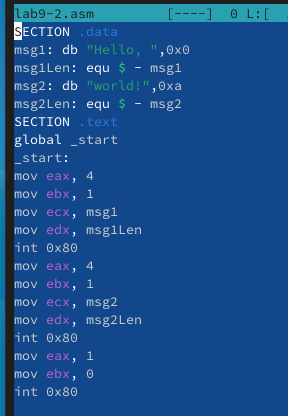 lab9-2.asm [----] 0 L:[
SECTION .data
msg1: db "Hello, ",0x0
msg1Len: equ $ - msg1
msg2: db "world!",0xa
msg2Len: equ $ - msg2
SECTION .text
global _start
_start:
mov eax, 4
mov ebx, 1
mov ecx, msg1
mov edx, msg1Len
int 0x80
mov eax, 4
mov ebx, 1
mov ecx, msg2
mov edx, msg2Len
int 0x80
mov eax, 1
mov ebx, 0
int 0x80